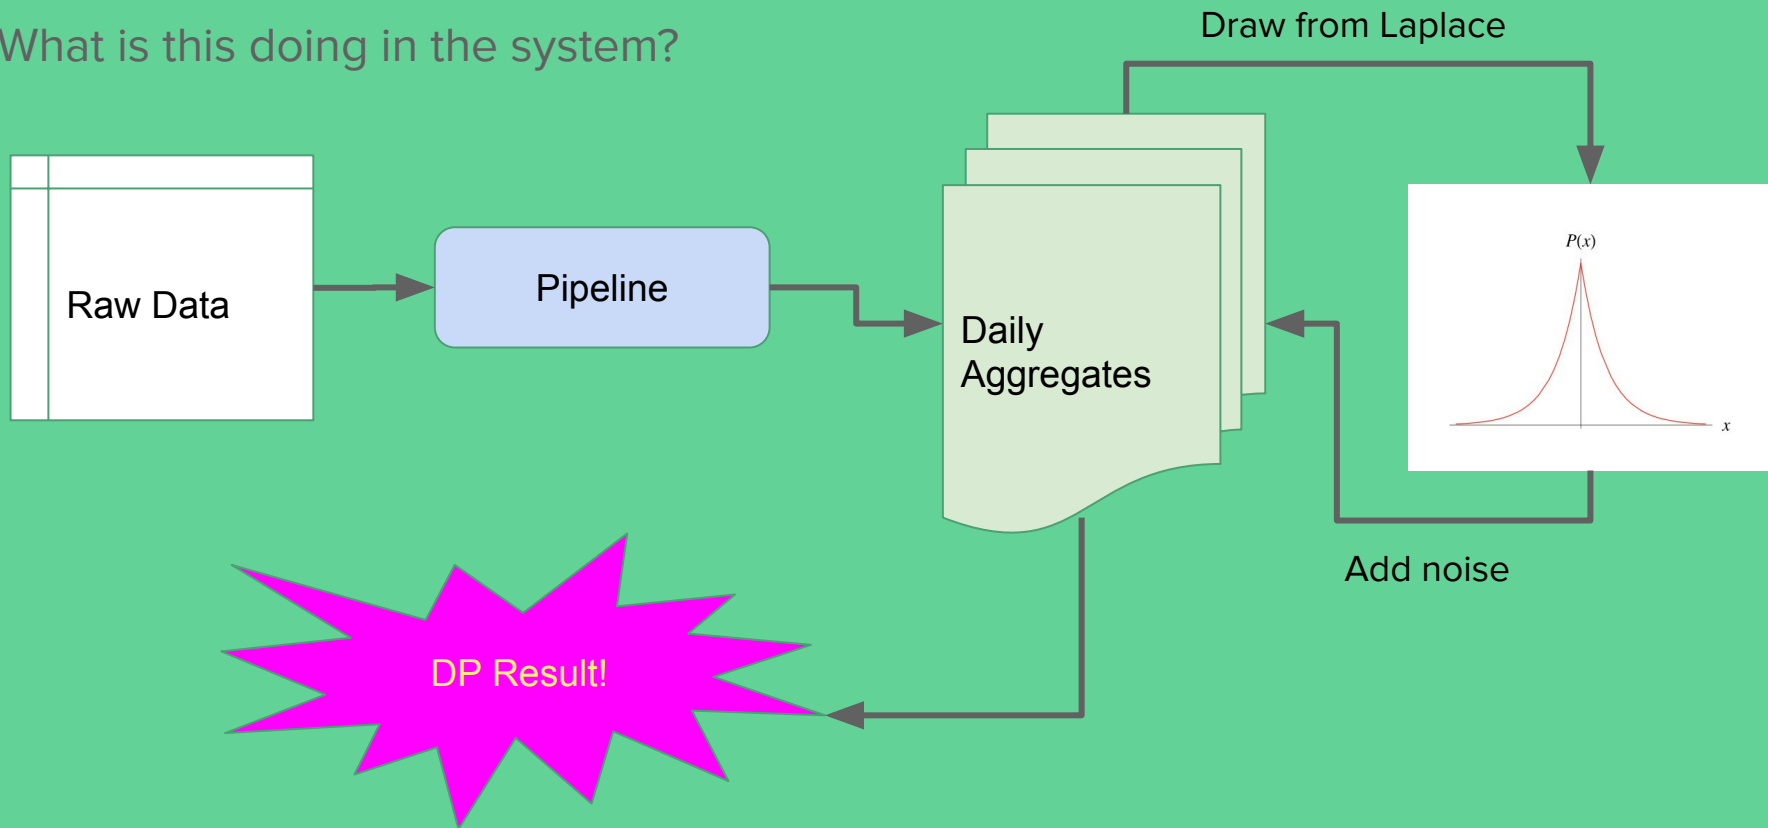 What is this doing in the system?
Draw from Laplace
Raw Data
Pipeline
Daily
Aggregates
P(x)
x
Add noise
DP Result!